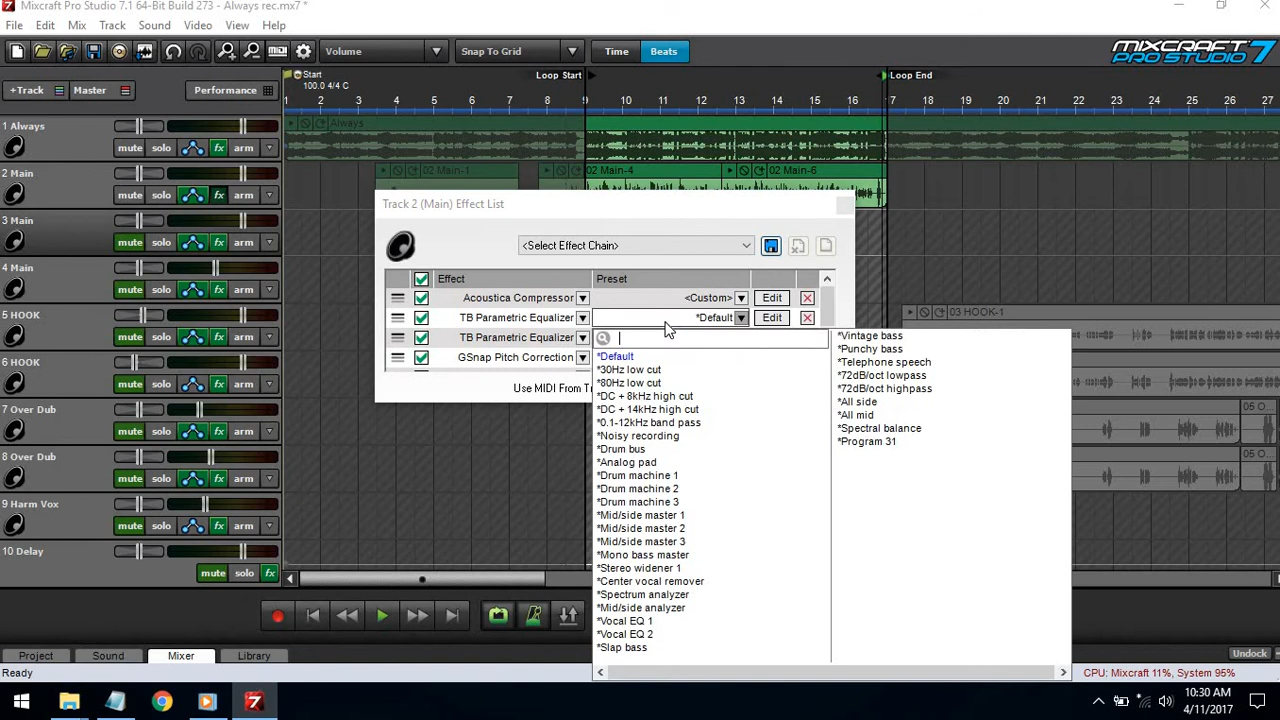 Mixcraft Pro Studio 7.1 64-Bit Build 273 - Always rec.mx7 *
File Edit Mix Track Sound Video View Help
Volume Snap To Grid Time Beats MIXCRAFT PRO STUDIO 7
Start Loop Start Loop End
100.0 4/4 C
+Track Master Performance
1 2 3 4 5 6 7 8 9 10 11 12 13 14 15 16 17 18 19 20 21 22 23 24 25 26 27
1 Always Always
mute solo fx arm
2 Main 02 Main-1 02 Main-4 02 Main-6
mute solo fx arm
Track 2 (Main) Effect List
3 Main
mute solo fx arm
<Select Effect Chain>
4 Main
mute solo fx arm
Effect Preset
Acoustica Compressor <Custom> Edit
TB Parametric Equalizer *Default Edit
TB Parametric Equalizer
GSnap Pitch Correction
Use MIDI From Tr
5 HOOK 03 HOOK-1
mute solo fx arm
6 HOOK
mute solo fx arm
7 Over Dub 05 O
mute solo fx arm
8 Over Dub 05 O
mute solo fx arm
9 Harm Vox
mute solo fx arm
10 Delay
mute solo fx
*Default
*30Hz low cut
*80Hz low cut
*DC + 8kHz high cut
*DC + 14kHz high cut
*0.1-12kHz band pass
*Noisy recording
*Drum bus
*Analog pad
*Drum machine 1
*Drum machine 2
*Drum machine 3
*Mid/side master 1
*Mid/side master 2
*Mid/side master 3
*Mono bass master
*Stereo widener 1
*Center vocal remover
*Spectrum analyzer
*Mid/side analyzer
*Vocal EQ 1
*Vocal EQ 2
*Slap bass
*Vintage bass
*Punchy bass
*Telephone speech
*72dB/oct lowpass
*72dB/oct highpass
*All side
*All mid
*Spectral balance
*Program 31
Project Sound Mixer Library Undock
Ready CPU: Mixcraft 11%, System 95%
7
10:30 AM
4/11/2017